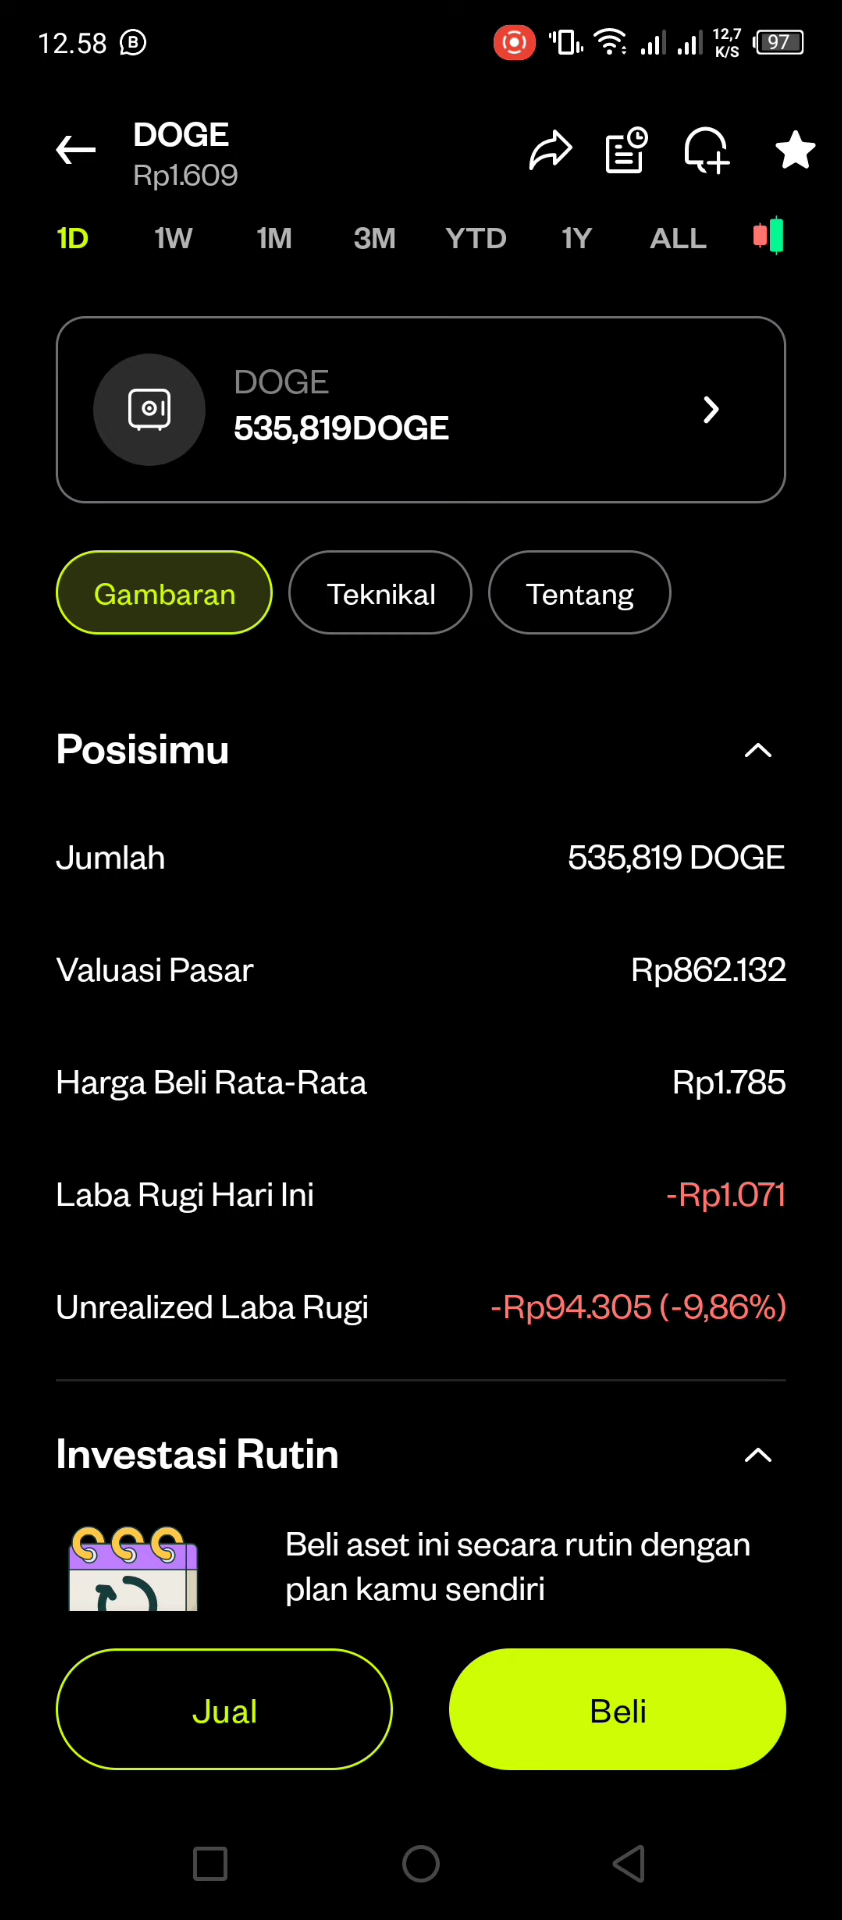 12.58
12,7
K/S
97
DOGE
Rp1.609
1D 1W 1M 3M YTD 1Y ALL
DOGE
535,819DOGE
Gambaran Teknikal Tentang
Posisimu
Jumlah 535,819 DOGE
Valuasi Pasar Rp862.132
Harga Beli Rata-Rata Rp1.785
Laba Rugi Hari Ini -Rp1.071
Unrealized Laba Rugi -Rp94.305 (-9,86%)
Investasi Rutin
Beli aset ini secara rutin dengan
plan kamu sendiri
Jual Beli